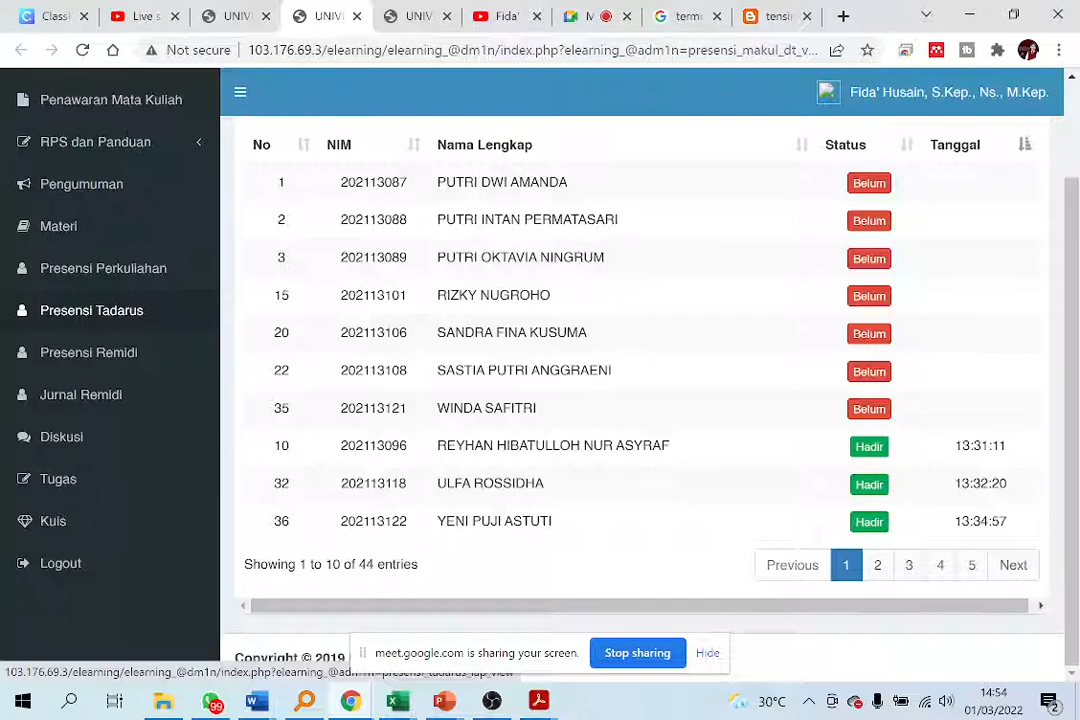 Class
Live s
UNIVI
UNIVI
UNIV
Fida'
M
termi
tensi
Not secure
103.176.69.3/elearning/elearning_@dm1n/index.php?elearning_@adm1n=presensi_makul_dt_v...
Penawaran Mata Kuliah
RPS dan Panduan
Pengumuman
Materi
Presensi Perkuliahan
Presensi Tadarus
Presensi Remidi
Jurnal Remidi
Diskusi
Tugas
Kuis
Logout
Fida' Husain, S.Kep., Ns., M.Kep.
No NIM Nama Lengkap Status Tanggal
1 202113087 PUTRI DWI AMANDA Belum
2 202113088 PUTRI INTAN PERMATASARI Belum
3 202113089 PUTRI OKTAVIA NINGRUM Belum
15 202113101 RIZKY NUGROHO Belum
20 202113106 SANDRA FINA KUSUMA Belum
22 202113108 SASTIA PUTRI ANGGRAENI Belum
35 202113121 WINDA SAFITRI Belum
10 202113096 REYHAN HIBATULLOH NUR ASYRAF Hadir 13:31:11
32 202113118 ULFA ROSSIDHA Hadir 13:32:20
36 202113122 YENI PUJI ASTUTI Hadir 13:34:57
Showing 1 to 10 of 44 entries
Previous 1 2 3 4 5 Next
Copyright © 2019
meet.google.com is sharing your screen. Stop sharing Hide
99
30°C
14:54
01/03/2022
2